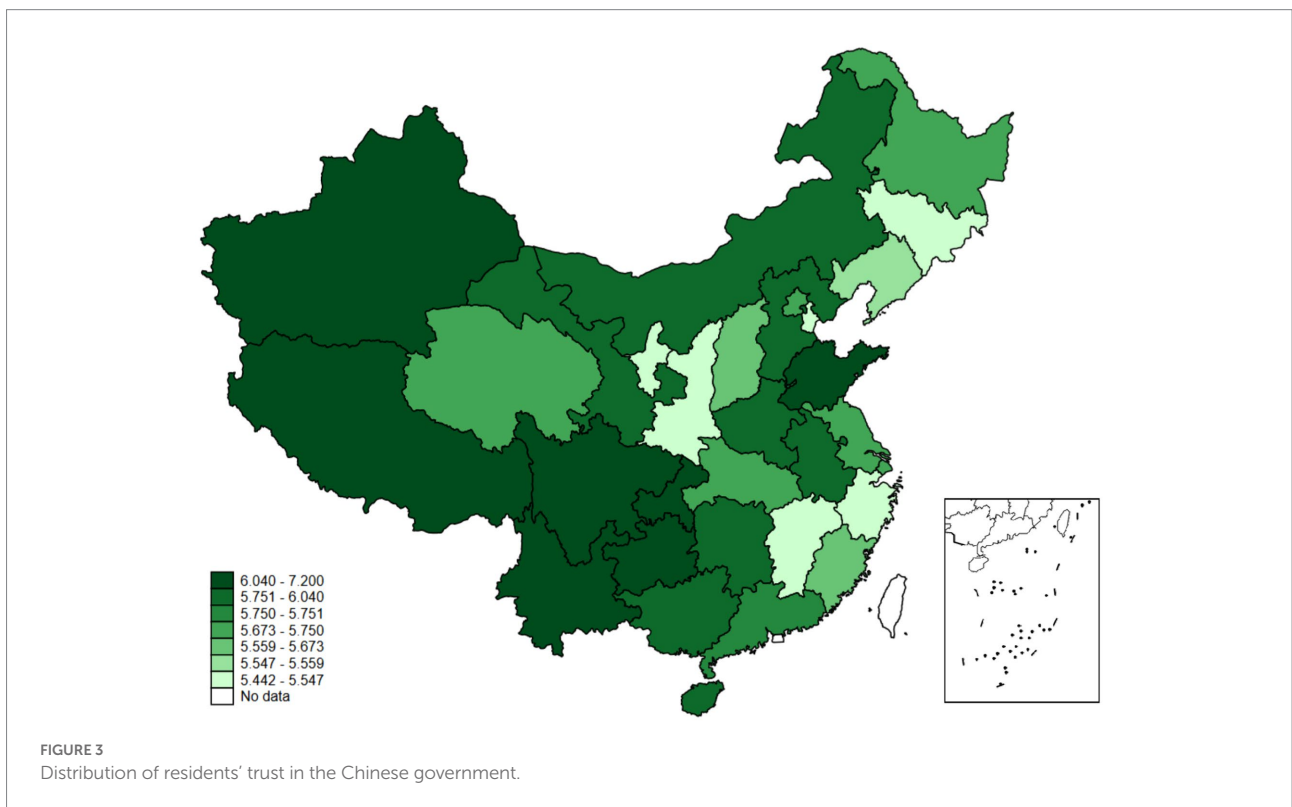 6.040 - 7.200
5.751 - 6.040
5.750 - 5.751
5.673 - 5.750
5.559 - 5.673
5.547 - 5.559
5.442 - 5.547
No data
FIGURE 3
Distribution of residents’ trust in the Chinese government.